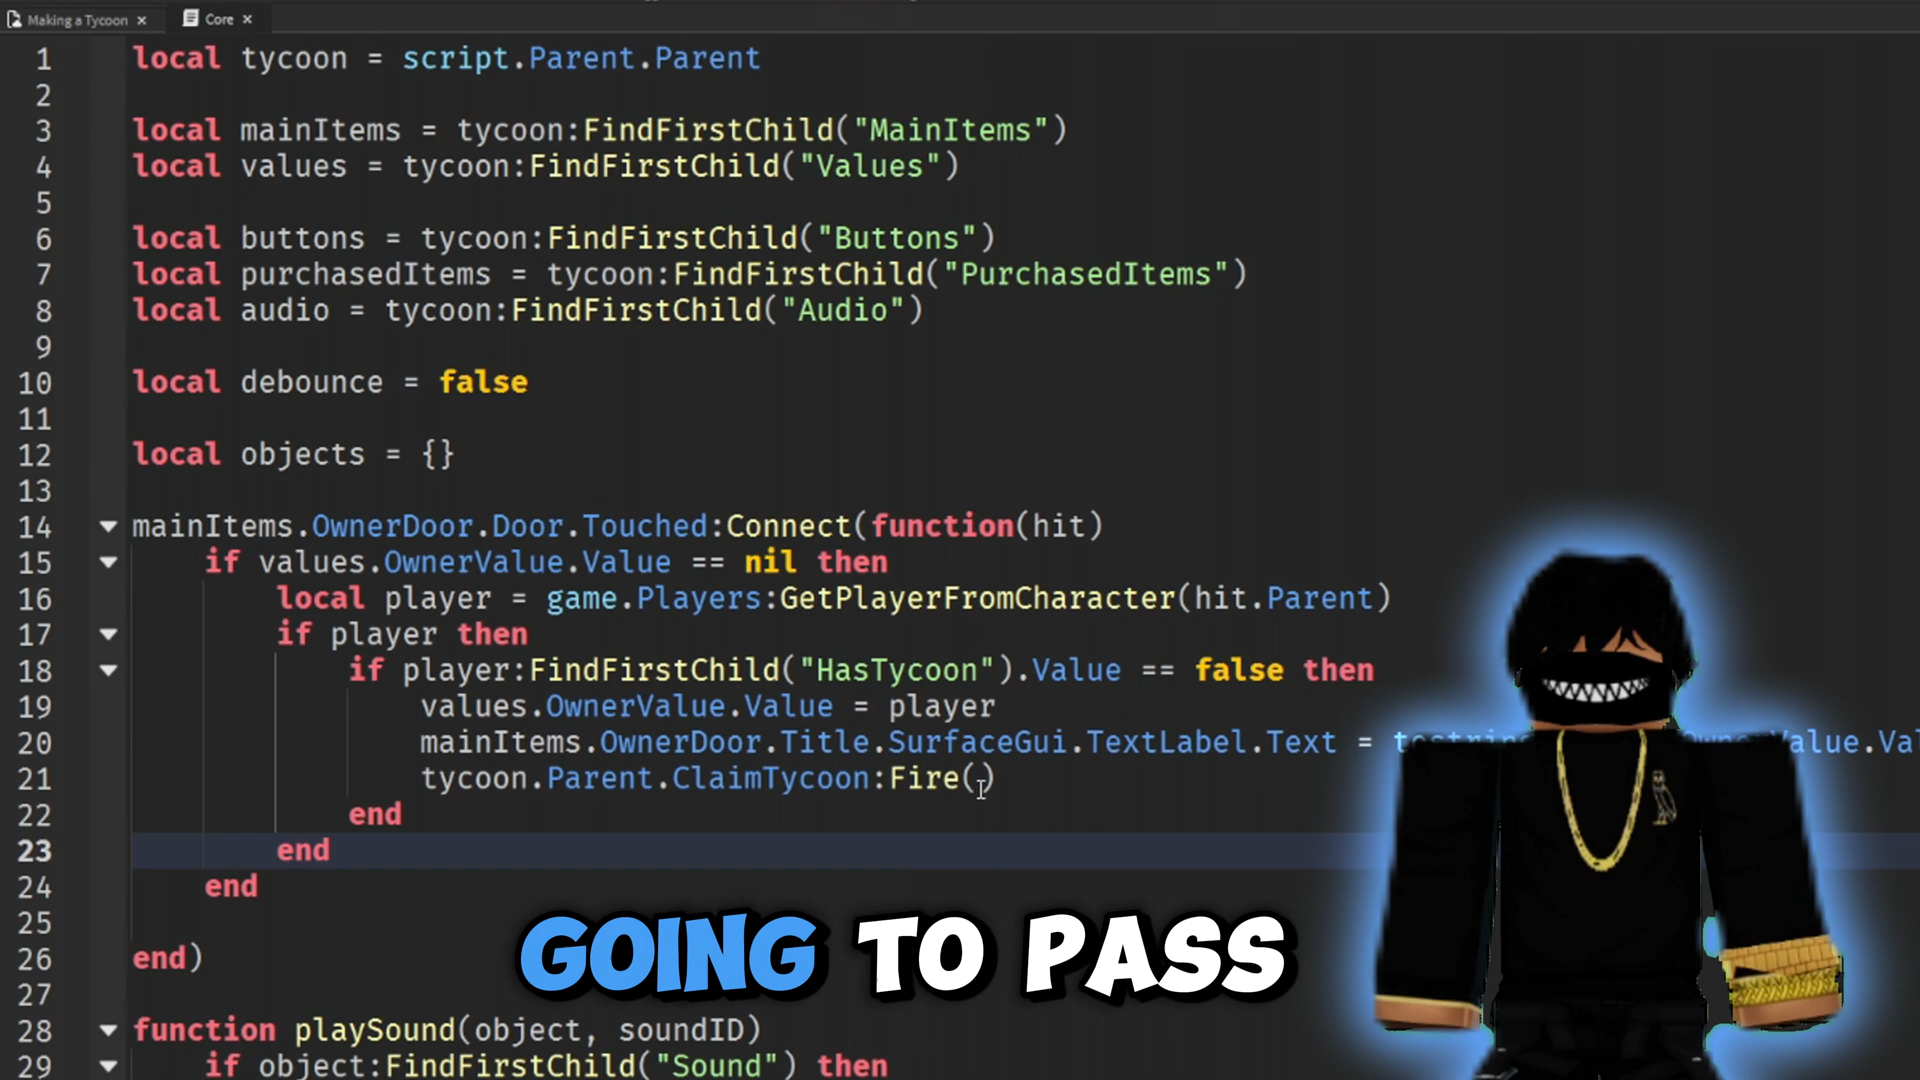 Making a Tycoon × Core ×
1 local tycoon = script.Parent.Parent
2
3 local mainItems = tycoon:FindFirstChild("MainItems")
4 local values = tycoon:FindFirstChild("Values")
5
6 local buttons = tycoon:FindFirstChild("Buttons")
7 local purchasedItems = tycoon:FindFirstChild("PurchasedItems")
8 local audio = tycoon:FindFirstChild("Audio")
9
10 local debounce = false
11
12 local objects = {}
13
14 mainItems.OwnerDoor.Door.Touched:Connect(function(hit)
15 if values.OwnerValue.Value == nil then
16 local player = game.Players:GetPlayerFromCharacter(hit.Parent)
17 if player then
18 if player:FindFirstChild("HasTycoon").Value == false then
19 values.OwnerValue.Value = player
20 mainItems.OwnerDoor.Title.SurfaceGui.TextLabel.Text =
21 tycoon.Parent.ClaimTycoon:Fire()
22 end
23 end
24 end
25
26 end)
27
28 function playSound(object, soundID)
29 if object:FindFirstChild("Sound") then
GOING TO PASS